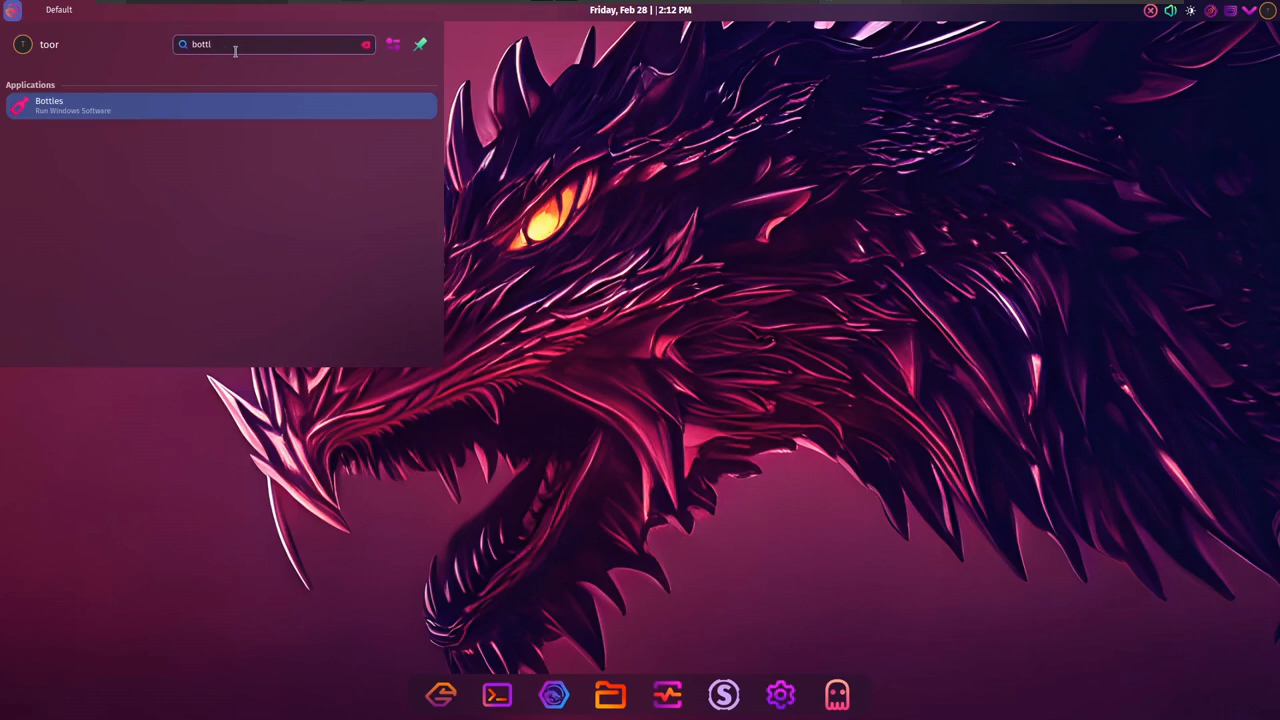 Default
Friday, Feb 28 | 2:12 PM
T
toor
bottl
Applications
Bottles
Run Windows Software